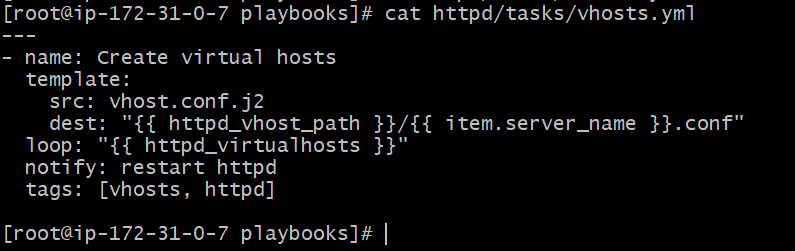 [root@ip-172-31-0-7 playbooks]# cat httpd/tasks/vhosts.yml
---
- name: Create virtual hosts
  template:
    src: vhost.conf.j2
    dest: "{{ httpd_vhost_path }}/{{ item.server_name }}.conf"
  loop: "{{ httpd_virtualhosts }}"
  notify: restart httpd
  tags: [vhosts, httpd]

[root@ip-172-31-0-7 playbooks]#